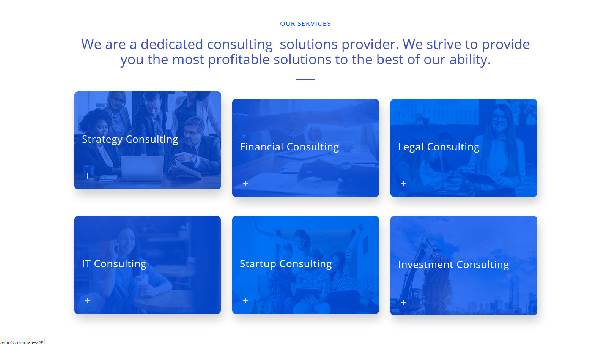 OUR SERVICES
We are a dedicated consulting solutions provider. We strive to provide
you the most profitable solutions to the best of our ability.
Strategy Consulting
Financial Consulting
Legal Consulting
+
+
+
IT Consulting
Startup Consulting
Investment Consulting
+
+
+